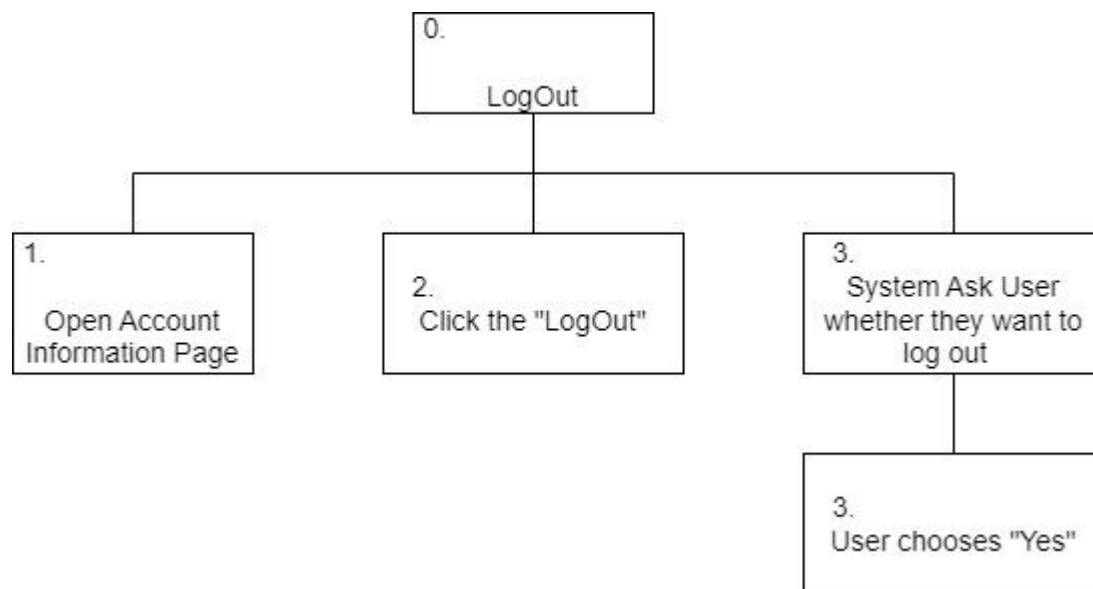 0.
LogOut
1.
Open Account
Information Page
2.
Click the "LogOut"
3.
System Ask User
whether they want to
log out
3.
User chooses "Yes"